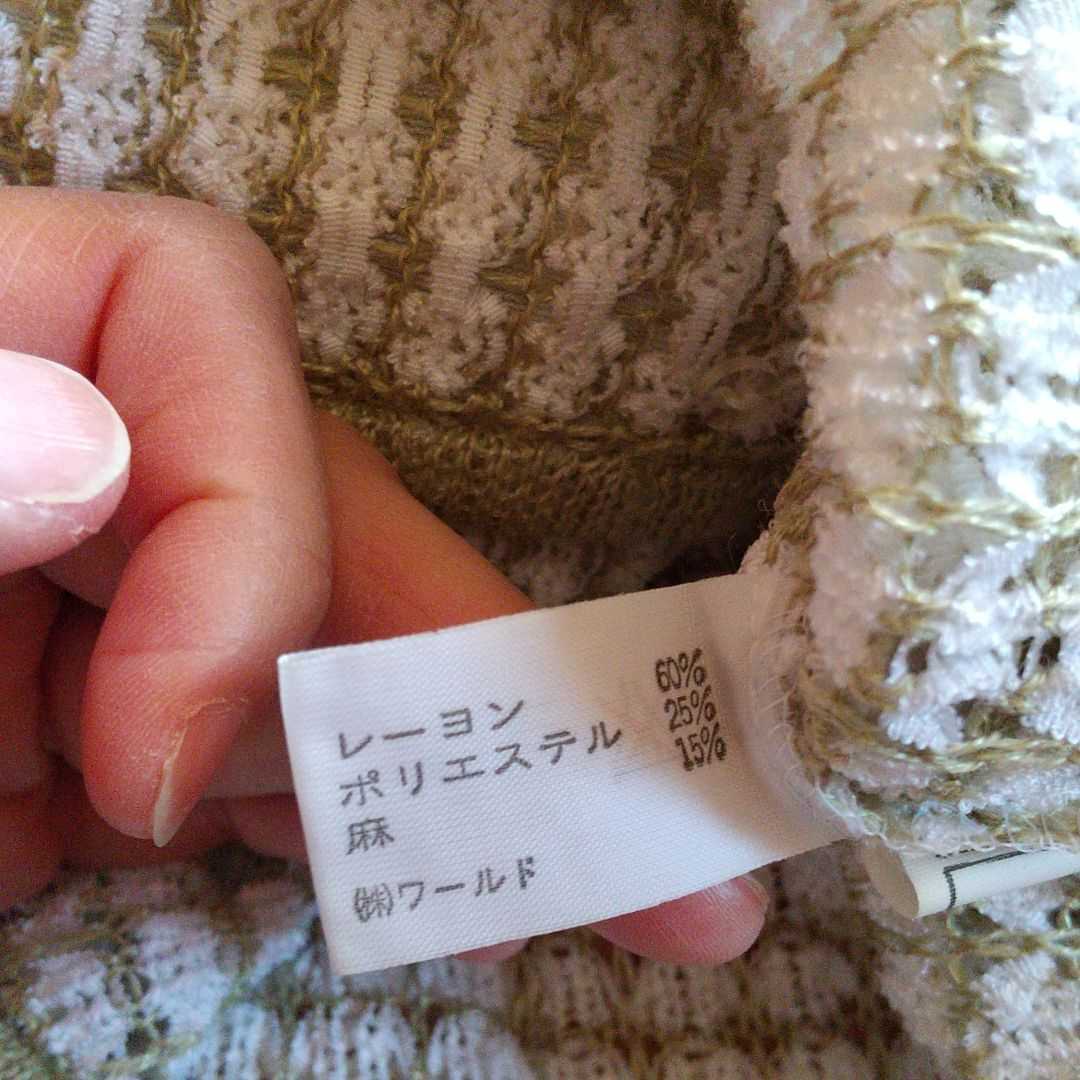 レーヨン 60%
ポリエステル 25%
麻 15%
㈱ワールド